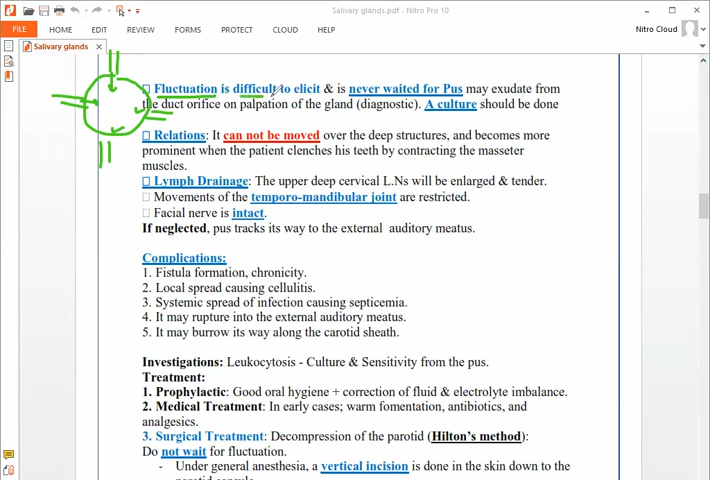 Salivary glands.pdf - Nitro Pro 10
FILE HOME EDIT REVIEW FORMS PROTECT CLOUD HELP Nitro Cloud
Salivary glands ×
Fluctuation is difficult to elicit & is never waited for Pus may exudate from
the duct orifice on palpation of the gland (diagnostic). A culture should be done
Relations: It can not be moved over the deep structures, and becomes more
prominent when the patient clenches his teeth by contracting the masseter
muscles.
Lymph Drainage: The upper deep cervical L.Ns will be enlarged & tender.
Movements of the temporo-mandibular joint are restricted.
Facial nerve is intact.
If neglected, pus tracks its way to the external auditory meatus.
Complications:
1. Fistula formation, chronicity.
2. Local spread causing cellulitis.
3. Systemic spread of infection causing septicemia.
4. It may rupture into the external auditory meatus.
5. It may burrow its way along the carotid sheath.
Investigations: Leukocytosis - Culture & Sensitivity from the pus.
Treatment:
1. Prophylactic: Good oral hygiene + correction of fluid & electrolyte imbalance.
2. Medical Treatment: In early cases; warm fomentation, antibiotics, and
analgesics.
3. Surgical Treatment: Decompression of the parotid (Hilton's method):
Do not wait for fluctuation.
- Under general anesthesia, a vertical incision is done in the skin down to the
parotid capsule.